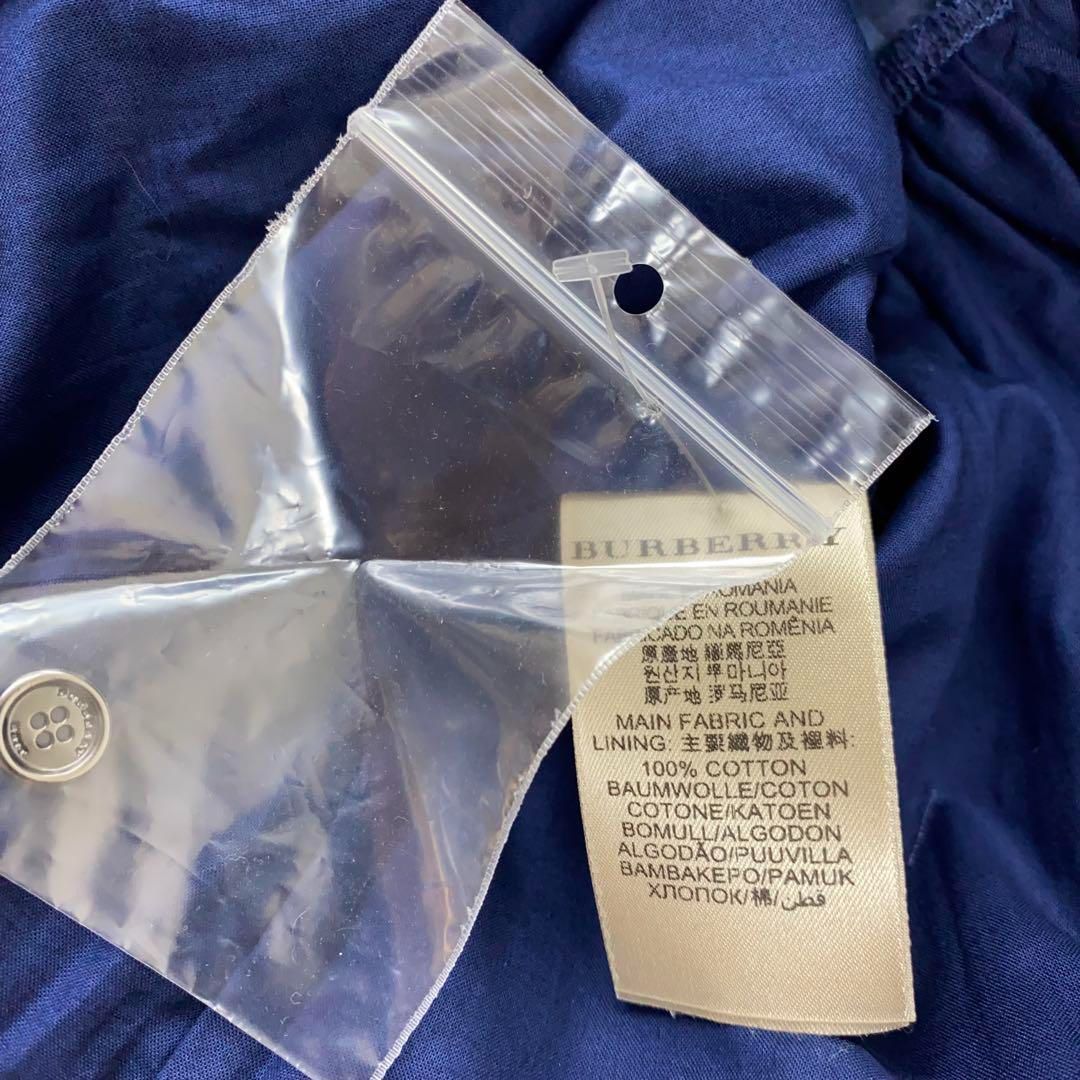 BURBERRY
ROMANIA
EN ROUMANIE
FABRICADO NA ROMÊNIA
原產地 羅馬尼亞
원산지 루마니아
原产地 罗马尼亚
MAIN FABRIC AND
LINING: 主要織物及裡料:
100% COTTON
BAUMWOLLE/COTON
COTONE/KATOEN
BOMULL/ALGODON
ALGODÃO/PUUVILLA
BAMBAKEPO/PAMUK
ХЛОПОК/棉/قطن